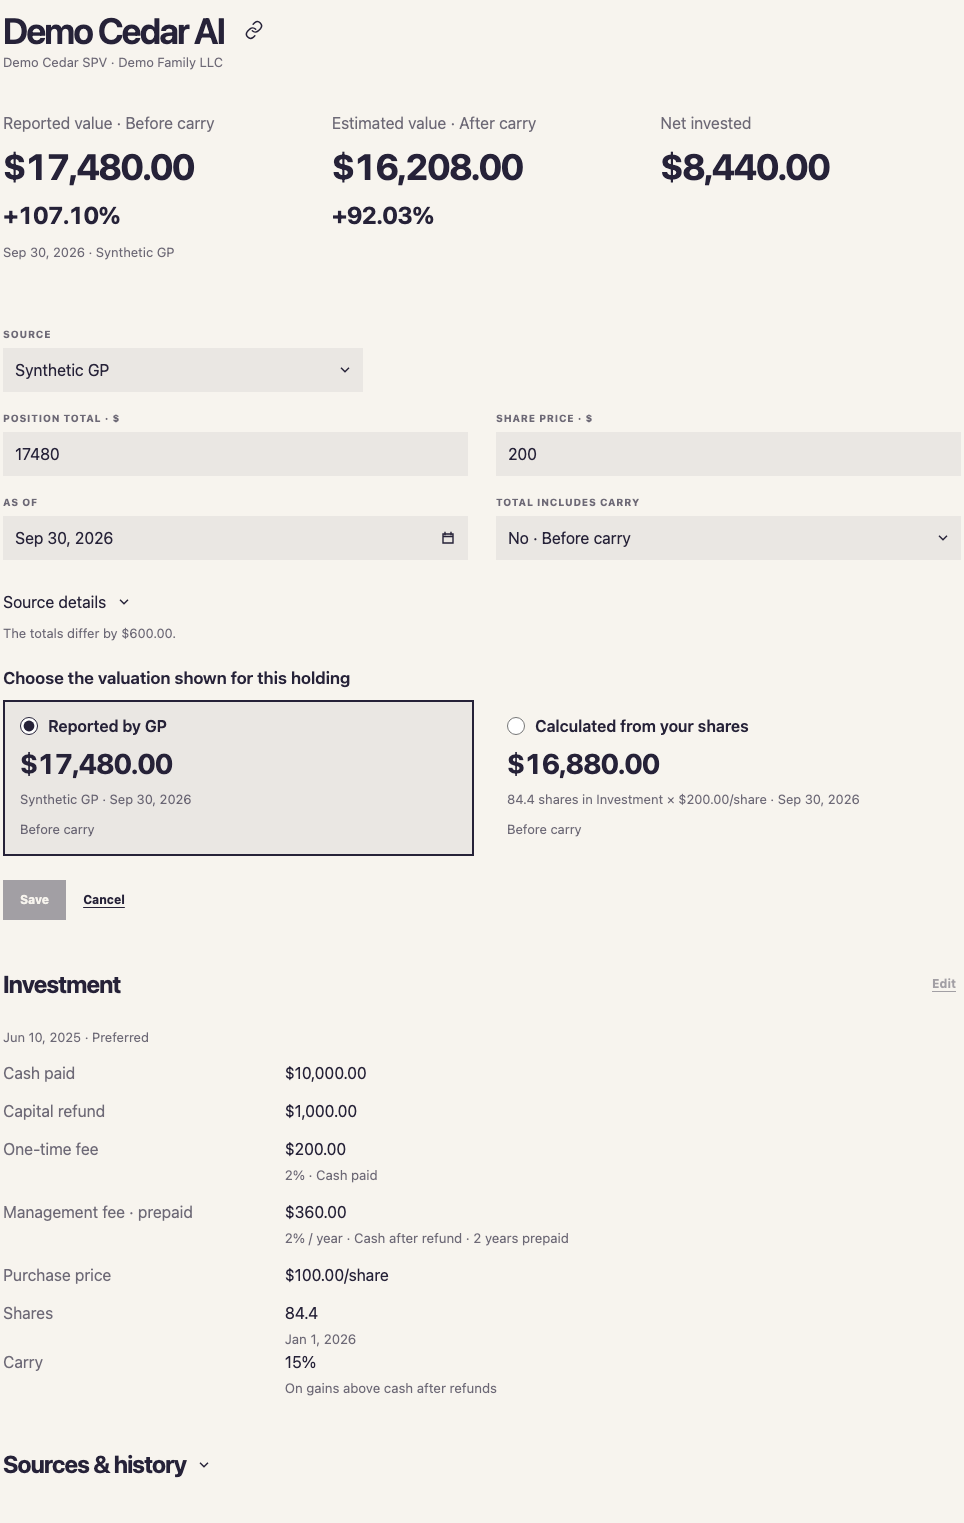 Demo Cedar AI
Demo Cedar SPV · Demo Family LLC
Reported value · Before carry
$17,480.00
+107.10%
Sep 30, 2026 · Synthetic GP
Estimated value · After carry
$16,208.00
+92.03%
Net invested
$8,440.00
SOURCE
Synthetic GP
POSITION TOTAL · $
17480
SHARE PRICE · $
200
AS OF
Sep 30, 2026
TOTAL INCLUDES CARRY
No · Before carry
Source details
The totals differ by $600.00.
Choose the valuation shown for this holding
Reported by GP
$17,480.00
Synthetic GP · Sep 30, 2026
Before carry
Calculated from your shares
$16,880.00
84.4 shares in Investment × $200.00/share · Sep 30, 2026
Before carry
Save Cancel
Investment Edit
Jun 10, 2025 · Preferred
Cash paid $10,000.00
Capital refund $1,000.00
One-time fee $200.00
2% · Cash paid
Management fee · prepaid $360.00
2% / year · Cash after refund · 2 years prepaid
Purchase price $100.00/share
Shares 84.4
Jan 1, 2026
Carry 15%
On gains above cash after refunds
Sources & history